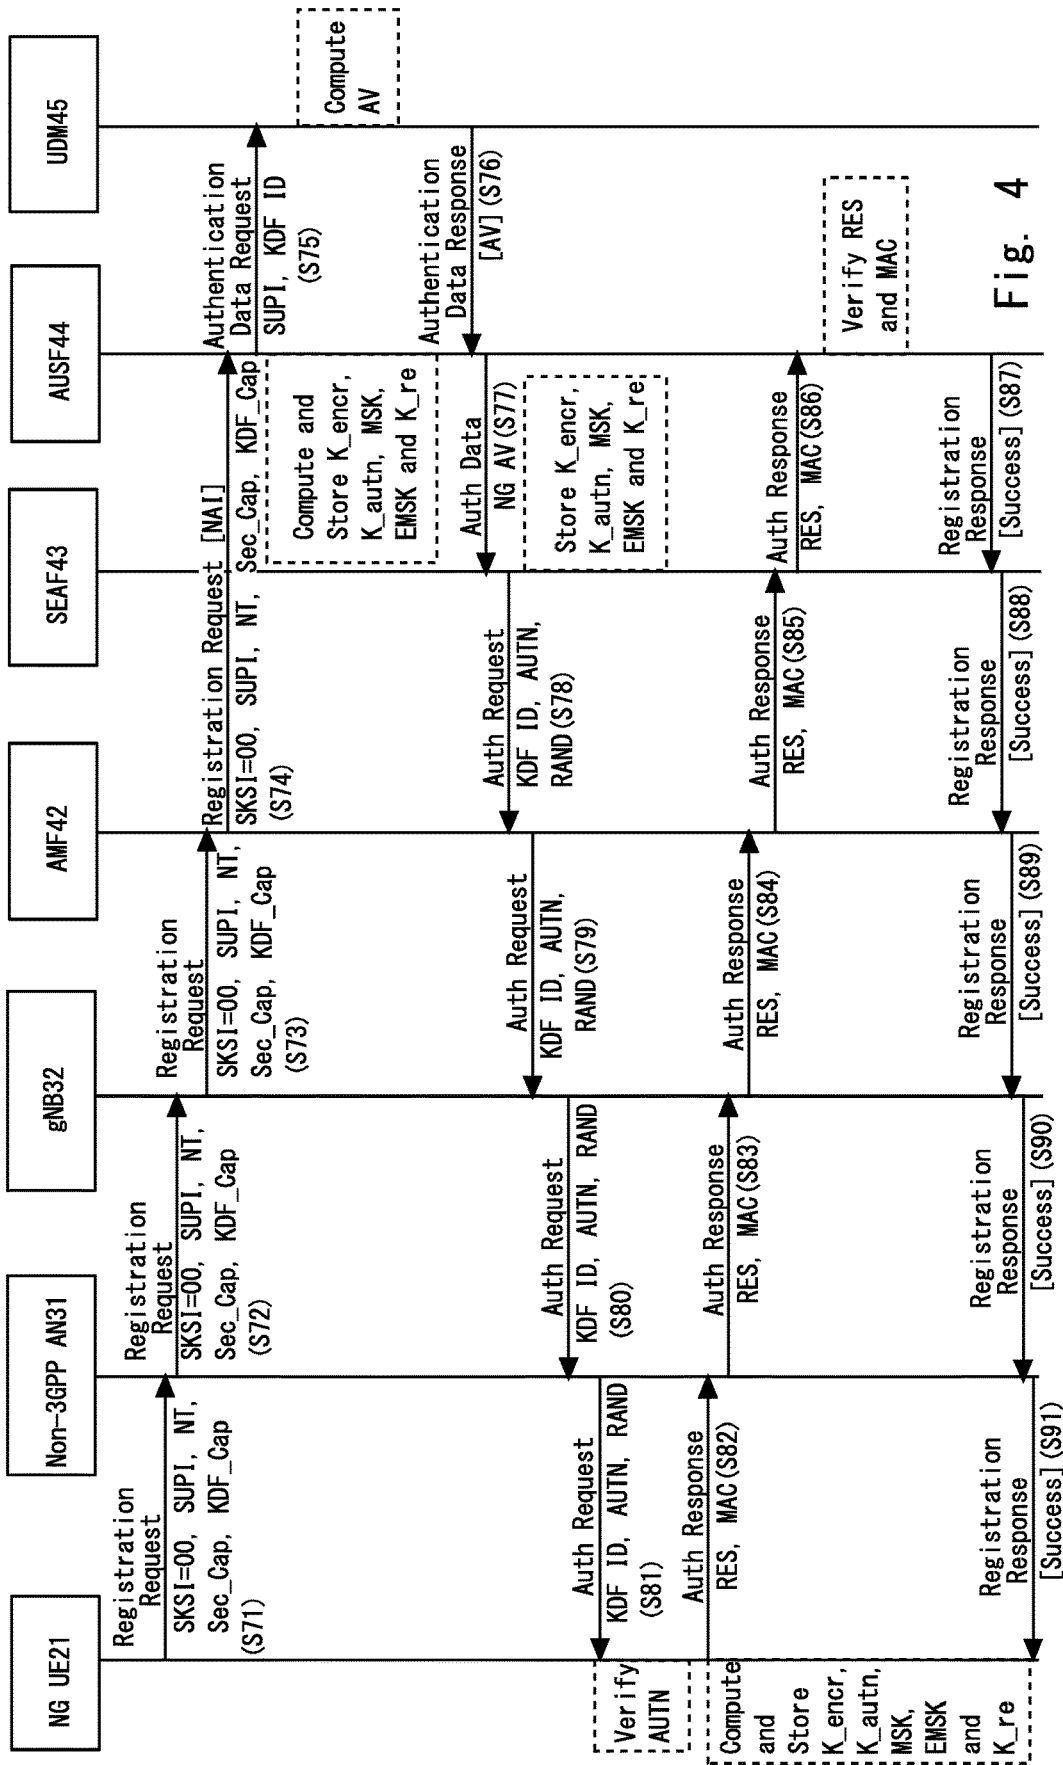 NG UE21
Non-3GPP AN31
gNB32
AMF42
SEAF43
AUSF44
UDM45
Registration
Request
SKSI=00, SUPI, NT,
Sec_Cap, KDF_Cap
(S71)
Registration
Request
SKSI=00, SUPI, NT,
Sec_Cap, KDF_Cap
(S72)
Registration
Request
SKSI=00, SUPI, NT,
Sec_Cap, KDF_Cap
(S73)
Registration Request [NAI]
SKSI=00, SUPI, NT, Sec_Cap, KDF_Cap
(S74)
Authentication
Data Request
SUPI, KDF ID
(S75)
Compute
AV
Compute and
Store K_encr,
K_autn, MSK,
EMSK and K_re
Authentication
Data Response
[AV](S76)
Auth Data
NG AV(S77)
Store K_encr,
K_autn, MSK,
EMSK and K_re
Auth Request
KDF ID, AUTN,
RAND(S78)
Auth Request
KDF ID, AUTN,
RAND(S79)
Auth Request
KDF ID, AUTN, RAND
(S80)
Auth Request
KDF ID, AUTN, RAND
(S81)
Verify
AUTN
Auth Response
RES, MAC(S82)
Compute
and
Store
K_encr,
K_autn,
MSK,
EMSK
and
K_re
Auth Response
RES, MAC(S83)
Auth Response
RES, MAC(S84)
Auth Response
RES, MAC(S85)
Auth Response
RES, MAC(S86)
Verify RES
and MAC
Registration
Response
[Success](S87)
Registration
Response
[Success](S88)
Registration
Response
[Success](S89)
Registration
Response
[Success](S90)
Registration
Response
[Success](S91)
Fig. 4